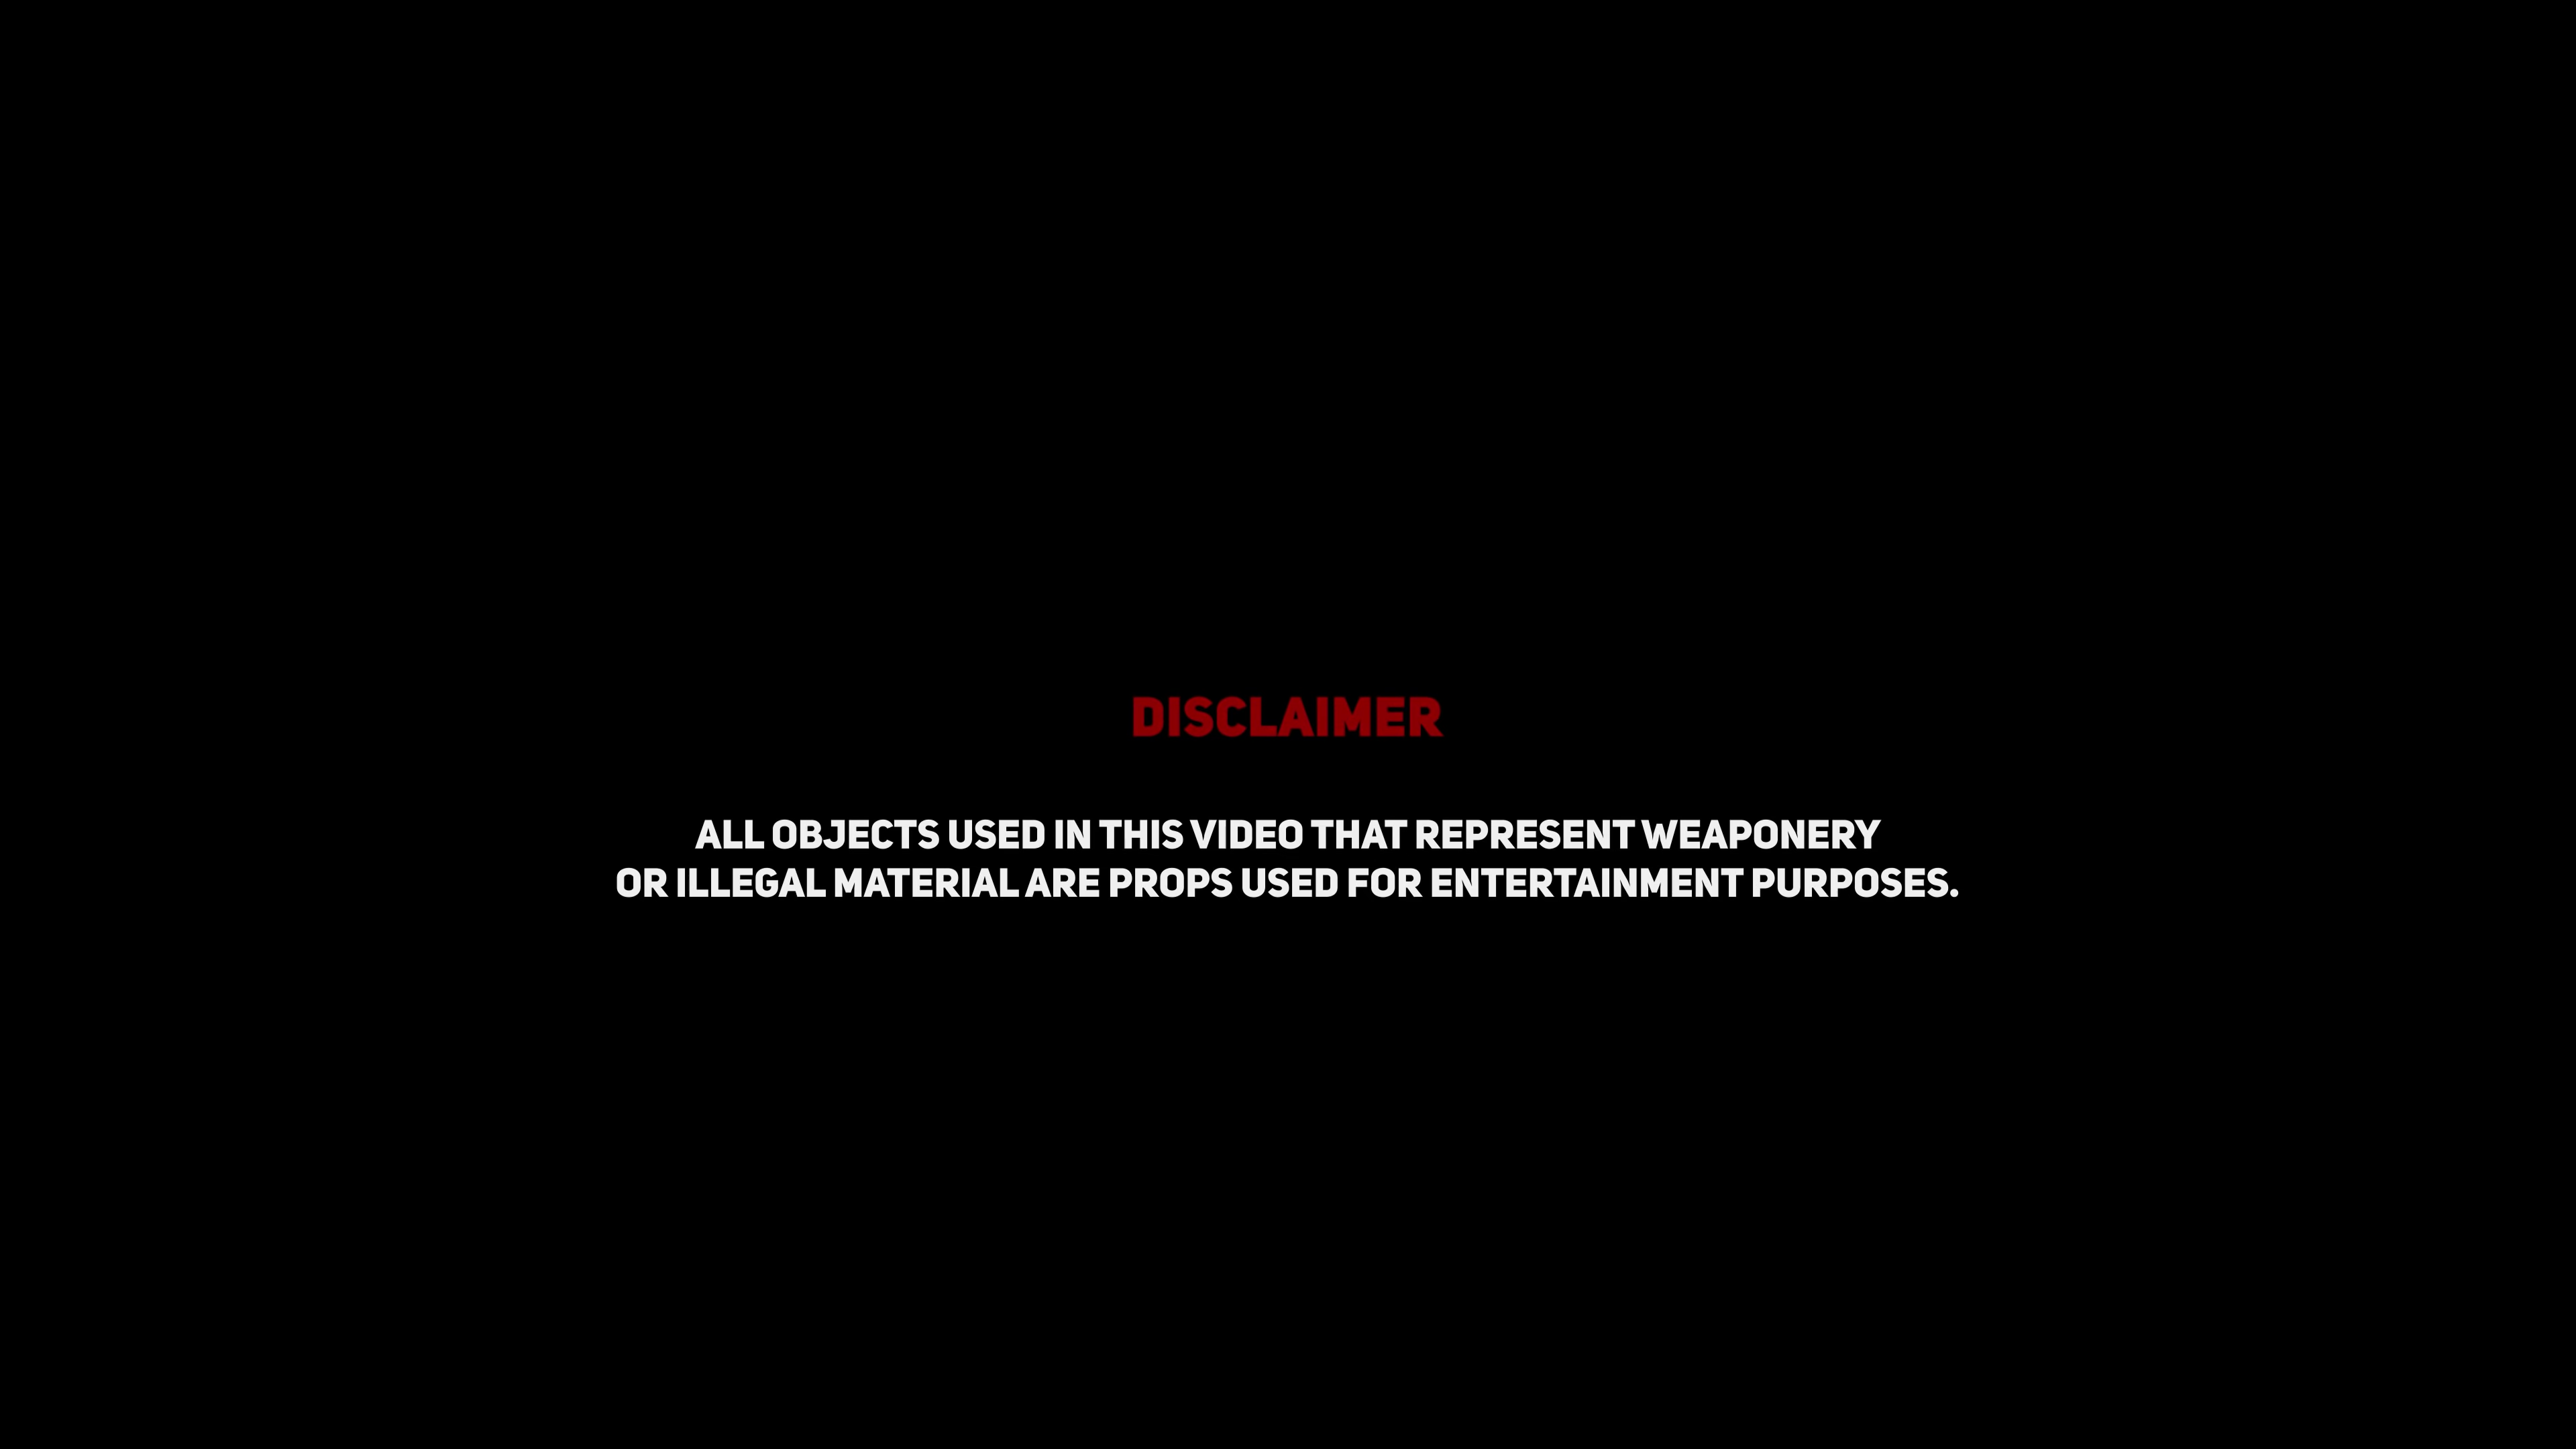 DISCLAIMER
ALL OBJECTS USED IN THIS VIDEO THAT REPRESENT WEAPONERY
OR ILLEGAL MATERIAL ARE PROPS USED FOR ENTERTAINMENT PURPOSES.